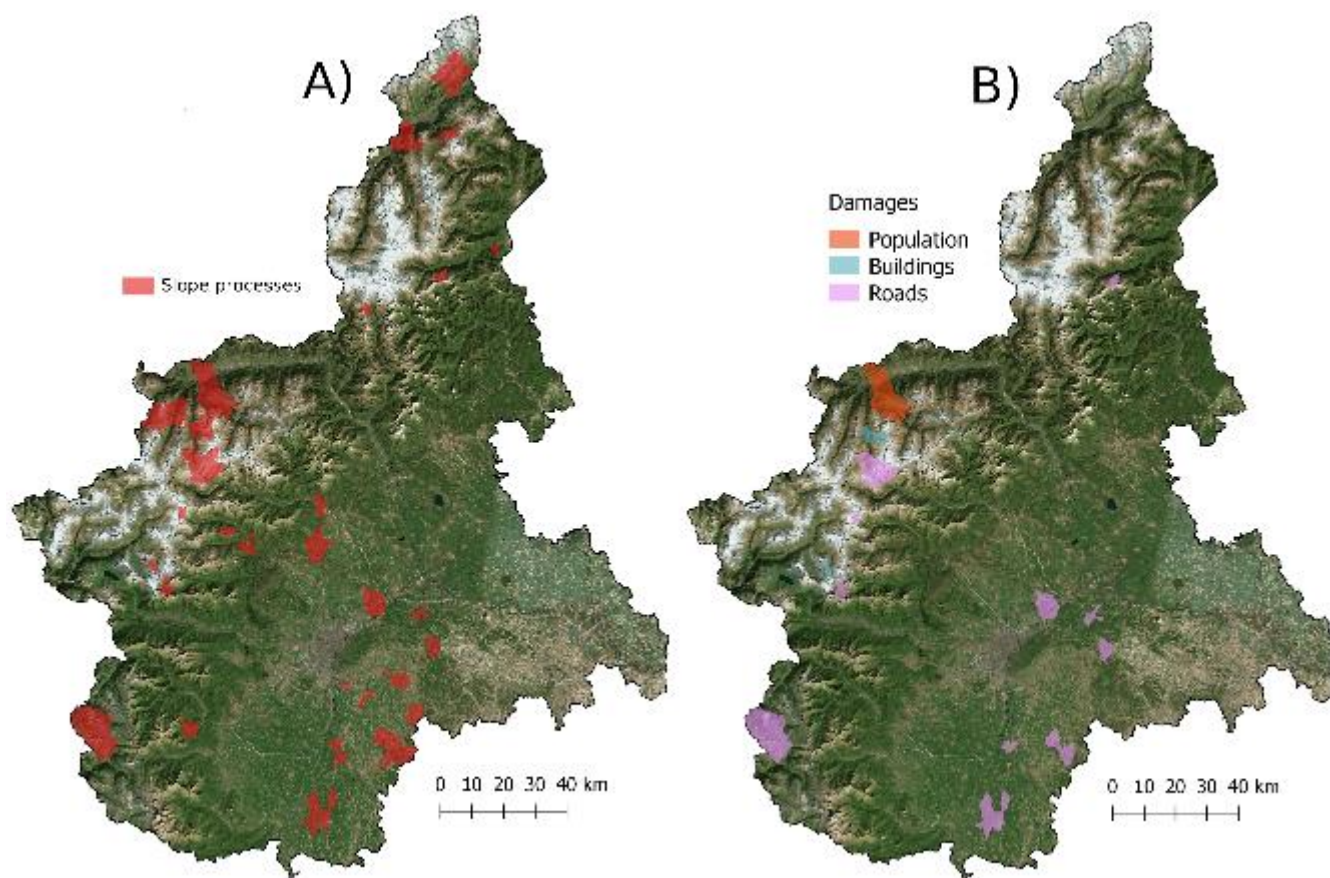 A)
B)
Damages
Population
Buildings
Roads
Slope processes
0 10 20 30 40 km
0 10 20 30 40 km